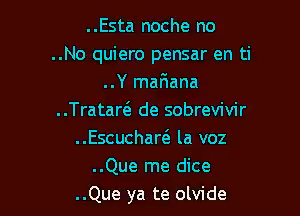 ..Esta noche no
..No quiero pensar en ti
..Y mañana
..Trataré de sobrevivir
..Escucharé la voz
..Que me dice
..Que ya te olvide